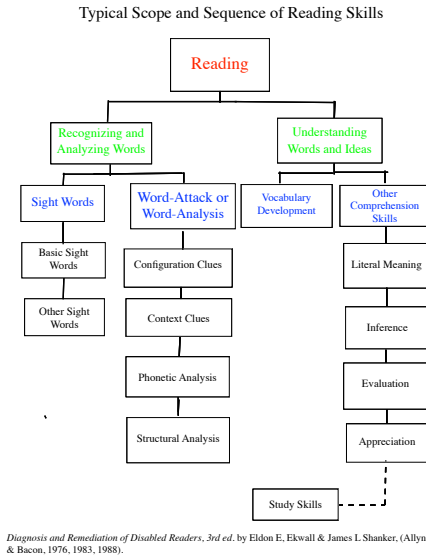 Typical Scope and Sequence of Reading Skills
Reading
Recognizing and
Analyzing Words
Understanding
Words and Ideas
Sight Words
Word-Attack or
Word-Analysis
Vocabulary
Development
Other
Comprehension
Skills
Basic Sight
Words
Configuration Clues
Literal Meaning
Other Sight
Words
Context Clues
Inference
Phonetic Analysis
Evaluation
Structural Analysis
Appreciation
Study Skills
Diagnosis and Remediation of Disabled Readers, 3rd ed. by Eldon E, Ekwall & James L Shanker, (Allyn
& Bacon, 1976, 1983, 1988).